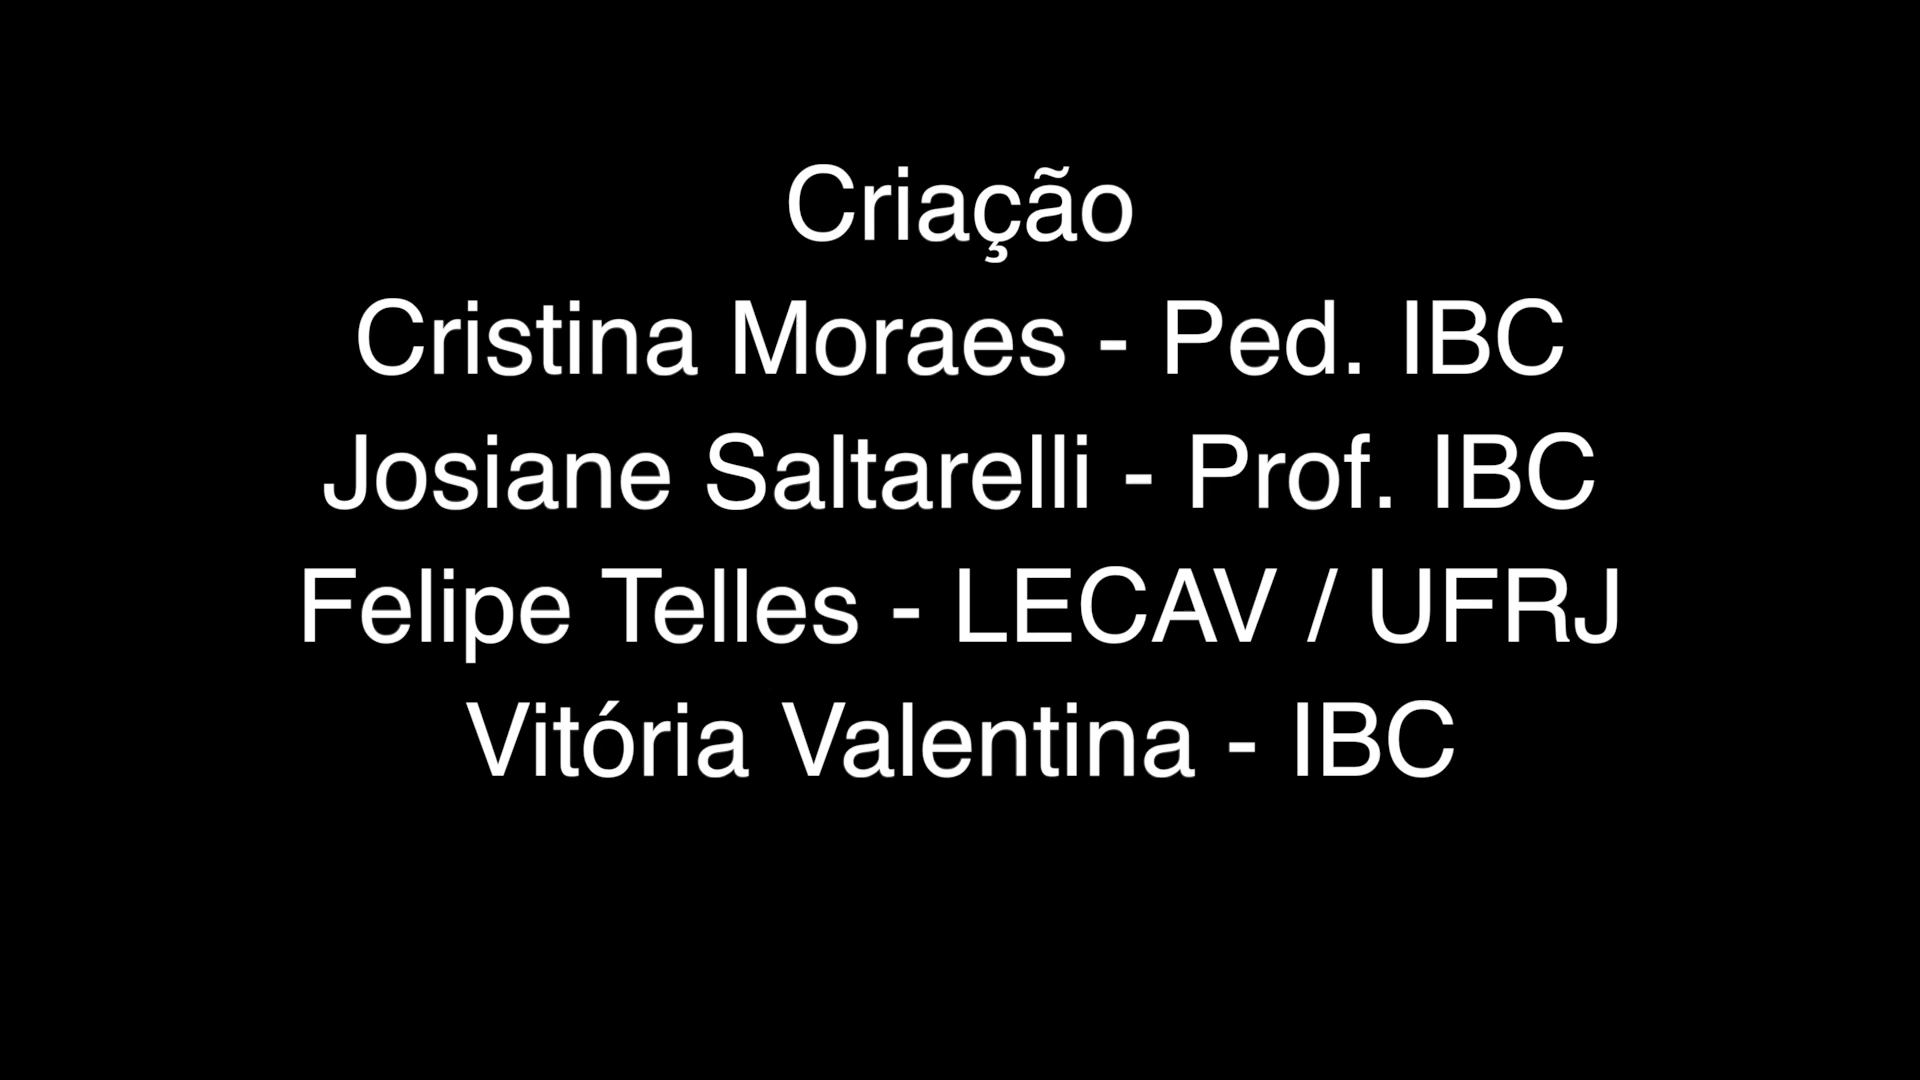 Criação
Cristina Moraes - Ped. IBC
Josiane Saltarelli - Prof. IBC
Felipe Telles - LECAV / UFRJ
Vitória Valentina - IBC